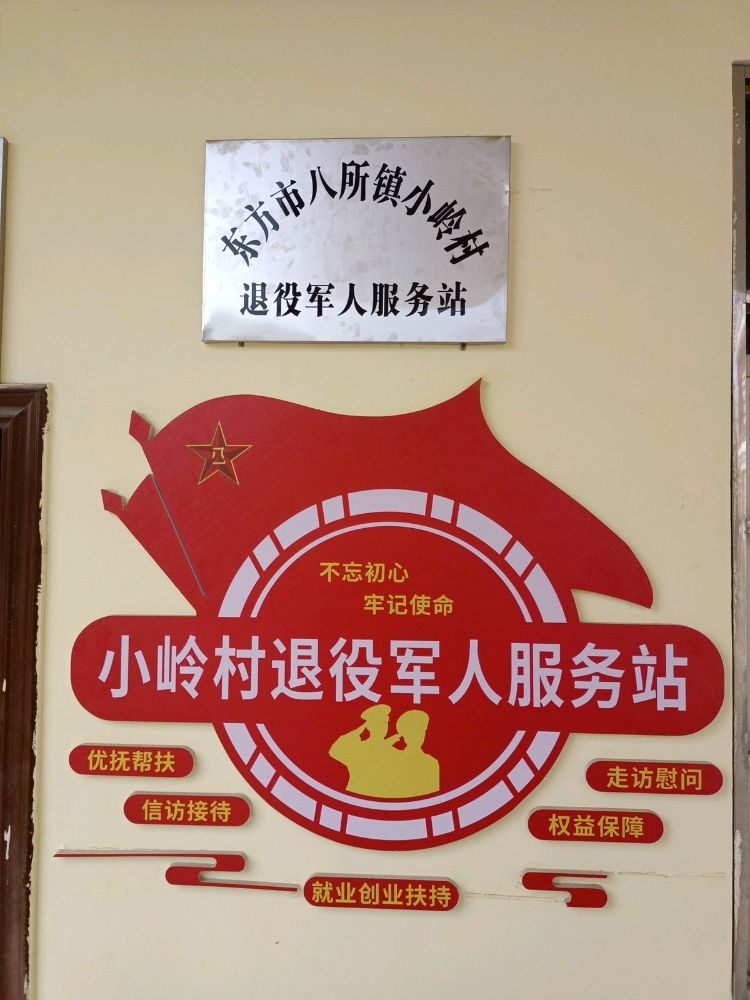 东方市八所镇小岭村
退役军人服务站
八一
不忘初心
牢记使命
小岭村退役军人服务站
优抚帮扶
走访慰问
信访接待
权益保障
就业创业扶持